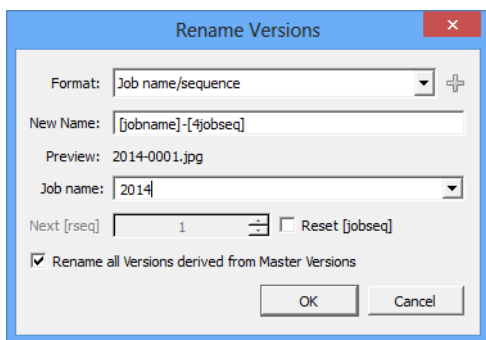 Rename Versions
Format: Job name/sequence
New Name: [jobname]-[4jobseq]
Preview: 2014-0001.jpg
Job name: 2014
Next [rseq] 1 Reset [jobseq]
Rename all Versions derived from Master Versions
OK Cancel